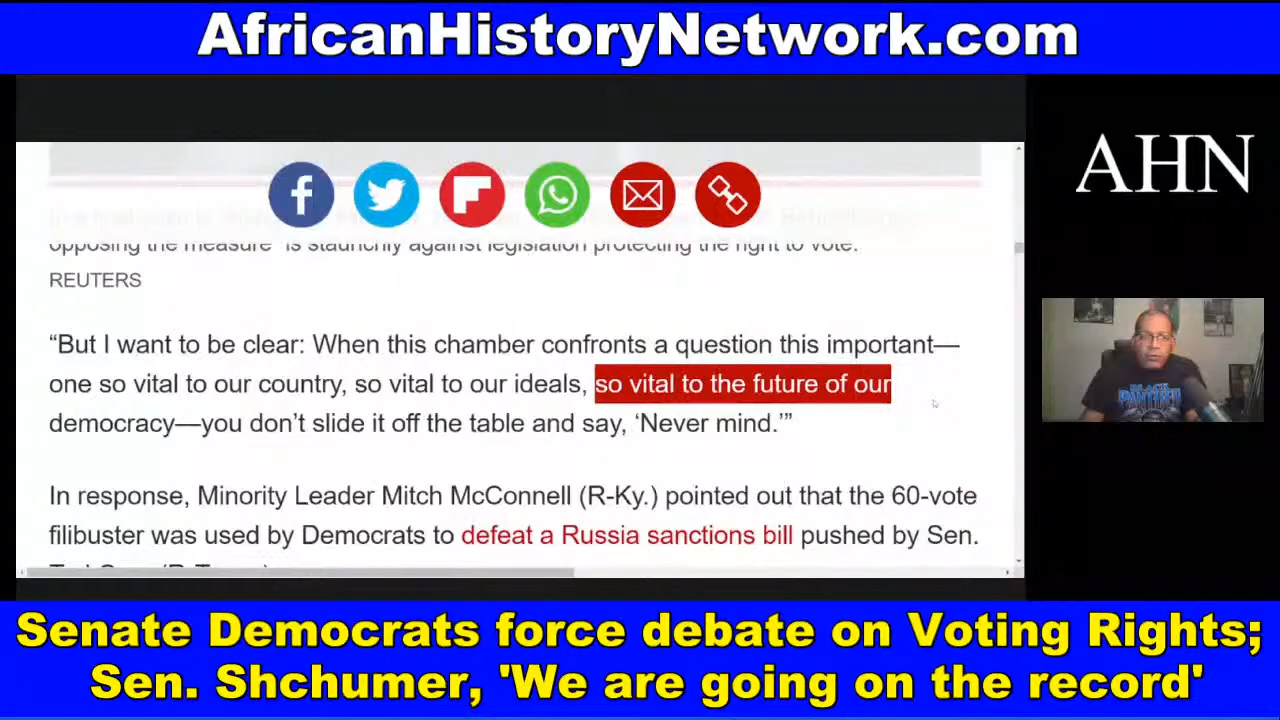 AfricanHistoryNetwork.com
AHN
opposing the measure" is staunchly against legislation protecting the right to vote.
REUTERS
“But I want to be clear: When this chamber confronts a question this important—
one so vital to our country, so vital to our ideals, so vital to the future of our
democracy—you don’t slide it off the table and say, ‘Never mind.’”
In response, Minority Leader Mitch McConnell (R-Ky.) pointed out that the 60-vote
filibuster was used by Democrats to defeat a Russia sanctions bill pushed by Sen.
BLACK
PANTHER
Senate Democrats force debate on Voting Rights;
Sen. Shchumer, 'We are going on the record'